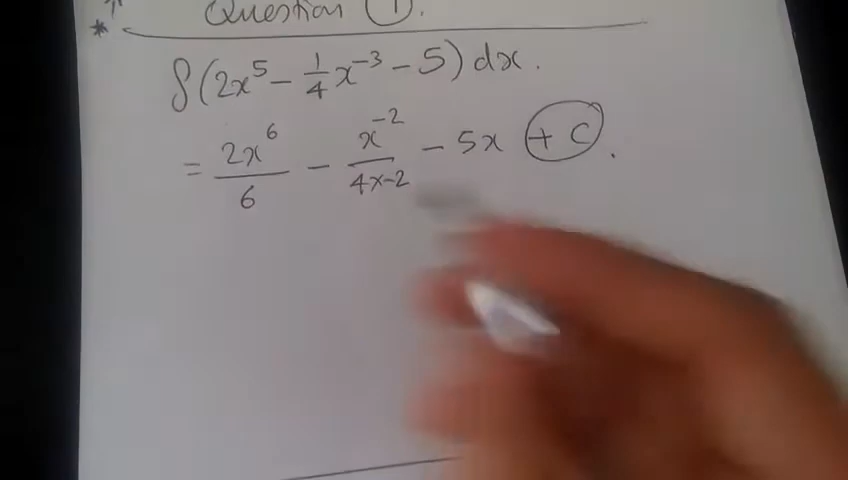 Question 1.
*
∫(2x⁵ - 1/4 x⁻³ - 5) dx.
= 2x⁶/6 - x⁻²/4x-2 - 5x + C.